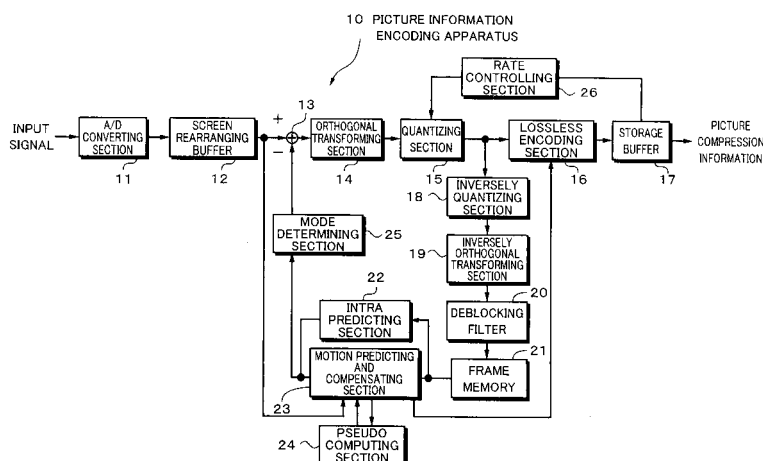 10 PICTURE INFORMATION
ENCODING APPARATUS
RATE
CONTROLLING
SECTION
26
INPUT
SIGNAL
A/D
CONVERTING
SECTION
11
SCREEN
REARRANGING
BUFFER
12
+
−
13
ORTHOGONAL
TRANSFORMING
SECTION
14
QUANTIZING
SECTION
15
LOSSLESS
ENCODING
SECTION
16
STORAGE
BUFFER
17
PICTURE
COMPRESSION
INFORMATION
18
INVERSELY
QUANTIZING
SECTION
MODE
DETERMINING
SECTION
25
19
INVERSELY
ORTHOGONAL
TRANSFORMING
SECTION
22
INTRA
PREDICTING
SECTION
20
DEBLOCKING
FILTER
MOTION PREDICTING
AND
COMPENSATING
SECTION
23
21
FRAME
MEMORY
24
PSEUDO
COMPUTING
SECTION